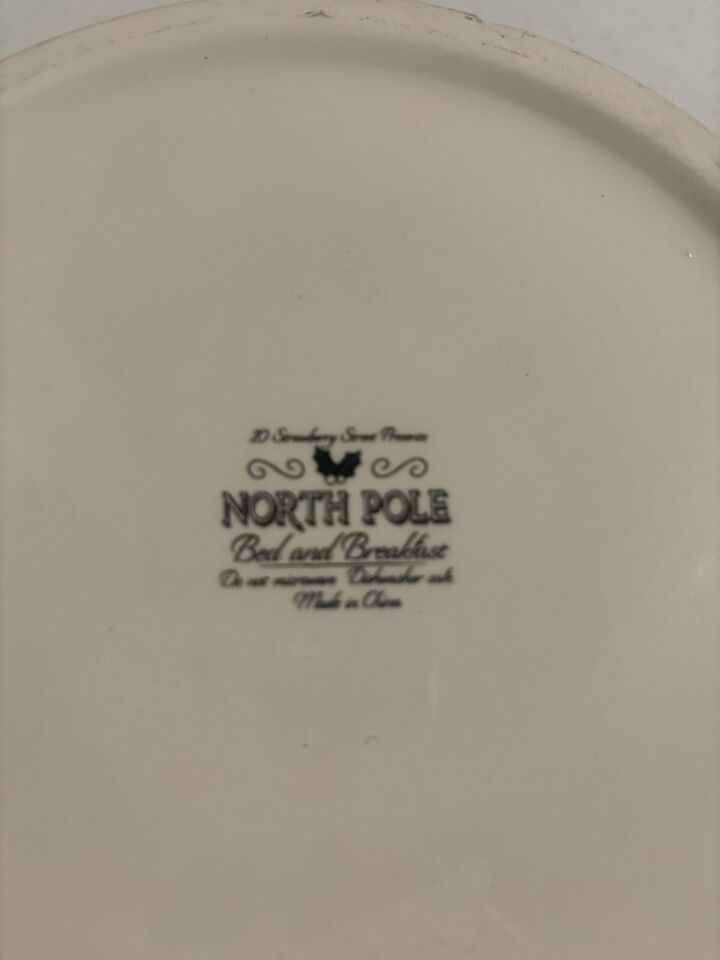 10 Strawberry Street Presents
NORTH POLE
Bed and Breakfast
Do not microwave Dishwasher safe
Made in China